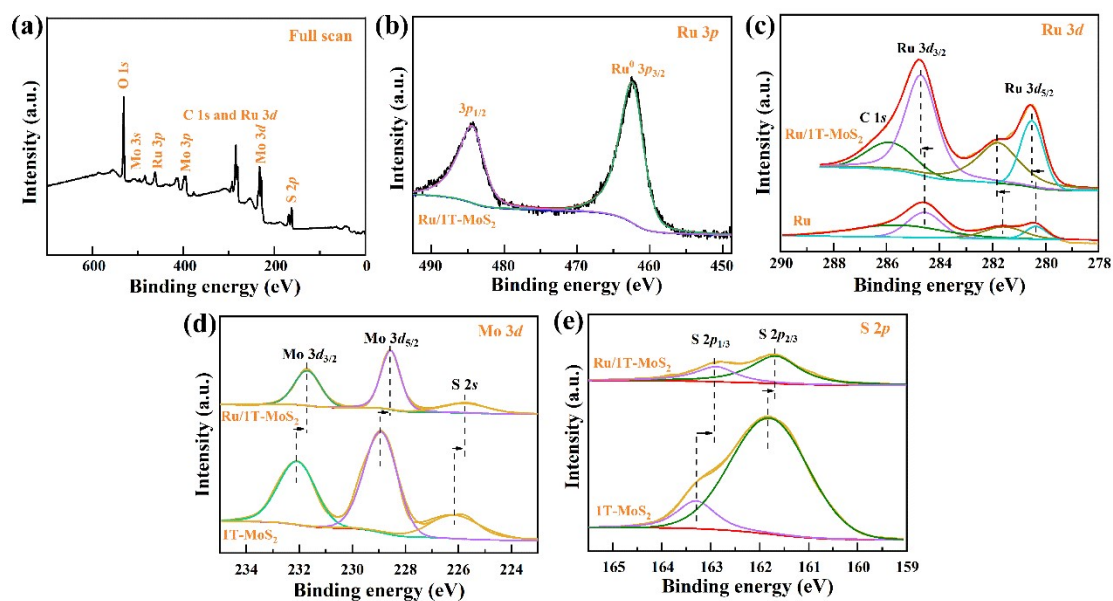 (a)
Full scan
O 1s
Mo 3s
Ru 3p
Mo 3p
C 1s and Ru 3d
Mo 3d
S 2p
Intensity (a.u.)
600 400 200 0
Binding energy (eV)
(b)
Ru 3p
Ru⁰ 3p₃/₂
3p₁/₂
Ru/1T-MoS₂
Intensity (a.u.)
490 480 470 460 450
Binding energy (eV)
(c)
Ru 3d
Ru 3d₃/₂
Ru 3d₅/₂
C 1s
Ru/1T-MoS₂
Ru
Intensity (a.u.)
290 288 286 284 282 280 278
Binding energy (eV)
(d)
Mo 3d
Mo 3d₃/₂
Mo 3d₅/₂
S 2s
Ru/1T-MoS₂
1T-MoS₂
Intensity (a.u.)
234 232 230 228 226 224
Binding energy (eV)
(e)
S 2p
S 2p₁/₃
S 2p₂/₃
Ru/1T-MoS₂
1T-MoS₂
Intensity (a.u.)
165 164 163 162 161 160 159
Binding energy (eV)